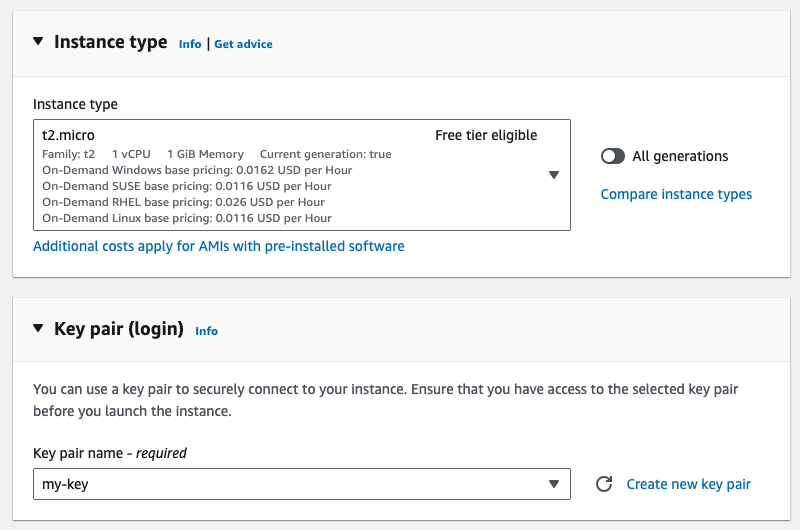 Instance type Info | Get advice
Instance type
t2.micro Free tier eligible
Family: t2 1 vCPU 1 GiB Memory Current generation: true
On-Demand Windows base pricing: 0.0162 USD per Hour
On-Demand SUSE base pricing: 0.0116 USD per Hour
On-Demand RHEL base pricing: 0.026 USD per Hour
On-Demand Linux base pricing: 0.0116 USD per Hour
All generations
Compare instance types
Additional costs apply for AMIs with pre-installed software
Key pair (login) Info
You can use a key pair to securely connect to your instance. Ensure that you have access to the selected key pair
before you launch the instance.
Key pair name - required
my-key
Create new key pair